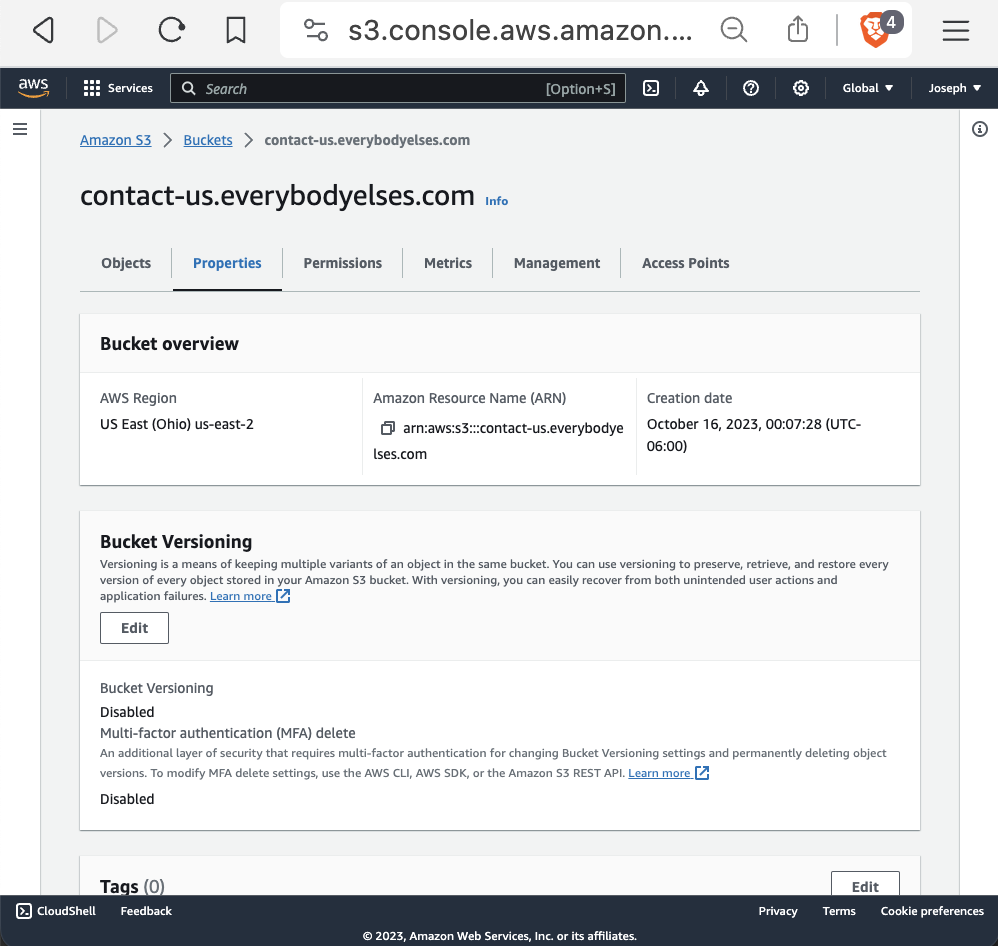 s3.console.aws.amazon....
4
aws
Services
Search
[Option+S]
Global
Joseph
Amazon S3
Buckets
contact-us.everybodyelses.com
contact-us.everybodyelses.com Info
Objects
Properties
Permissions
Metrics
Management
Access Points
Bucket overview
AWS Region
US East (Ohio) us-east-2
Amazon Resource Name (ARN)
arn:aws:s3:::contact-us.everybodye
lses.com
Creation date
October 16, 2023, 00:07:28 (UTC-
06:00)
Bucket Versioning
Versioning is a means of keeping multiple variants of an object in the same bucket. You can use versioning to preserve, retrieve, and restore every
version of every object stored in your Amazon S3 bucket. With versioning, you can easily recover from both unintended user actions and
application failures. Learn more
Edit
Bucket Versioning
Disabled
Multi-factor authentication (MFA) delete
An additional layer of security that requires multi-factor authentication for changing Bucket Versioning settings and permanently deleting object
versions. To modify MFA delete settings, use the AWS CLI, AWS SDK, or the Amazon S3 REST API. Learn more
Disabled
Tags (0)
Edit
CloudShell
Feedback
Privacy
Terms
Cookie preferences
© 2023, Amazon Web Services, Inc. or its affiliates.